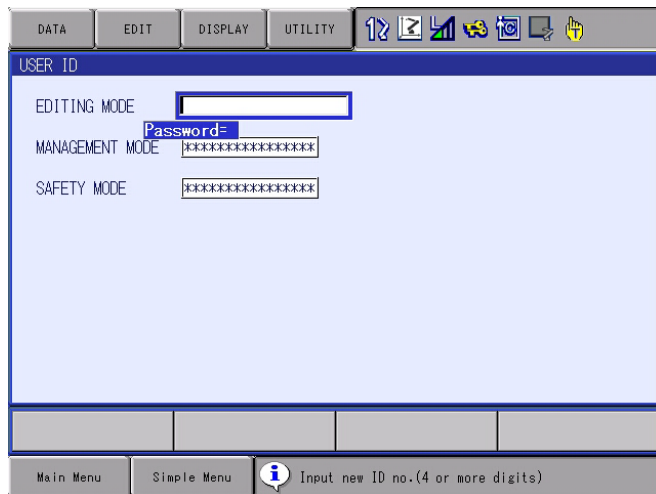 DATA EDIT DISPLAY UTILITY
USER ID
EDITING MODE
Password=
MANAGEMENT MODE ****************
SAFETY MODE ****************
Main Menu Simple Menu Input new ID no.(4 or more digits)